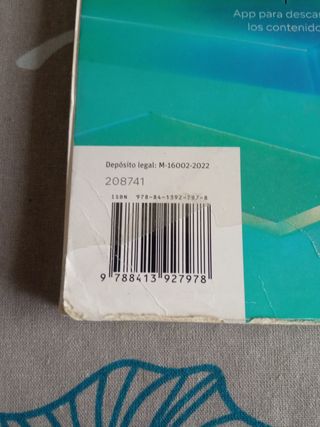 App para desca
los contenido
Depósito legal: M-16002-2022
208741
ISBN 978-84-1392-797-8
9 788413 927978